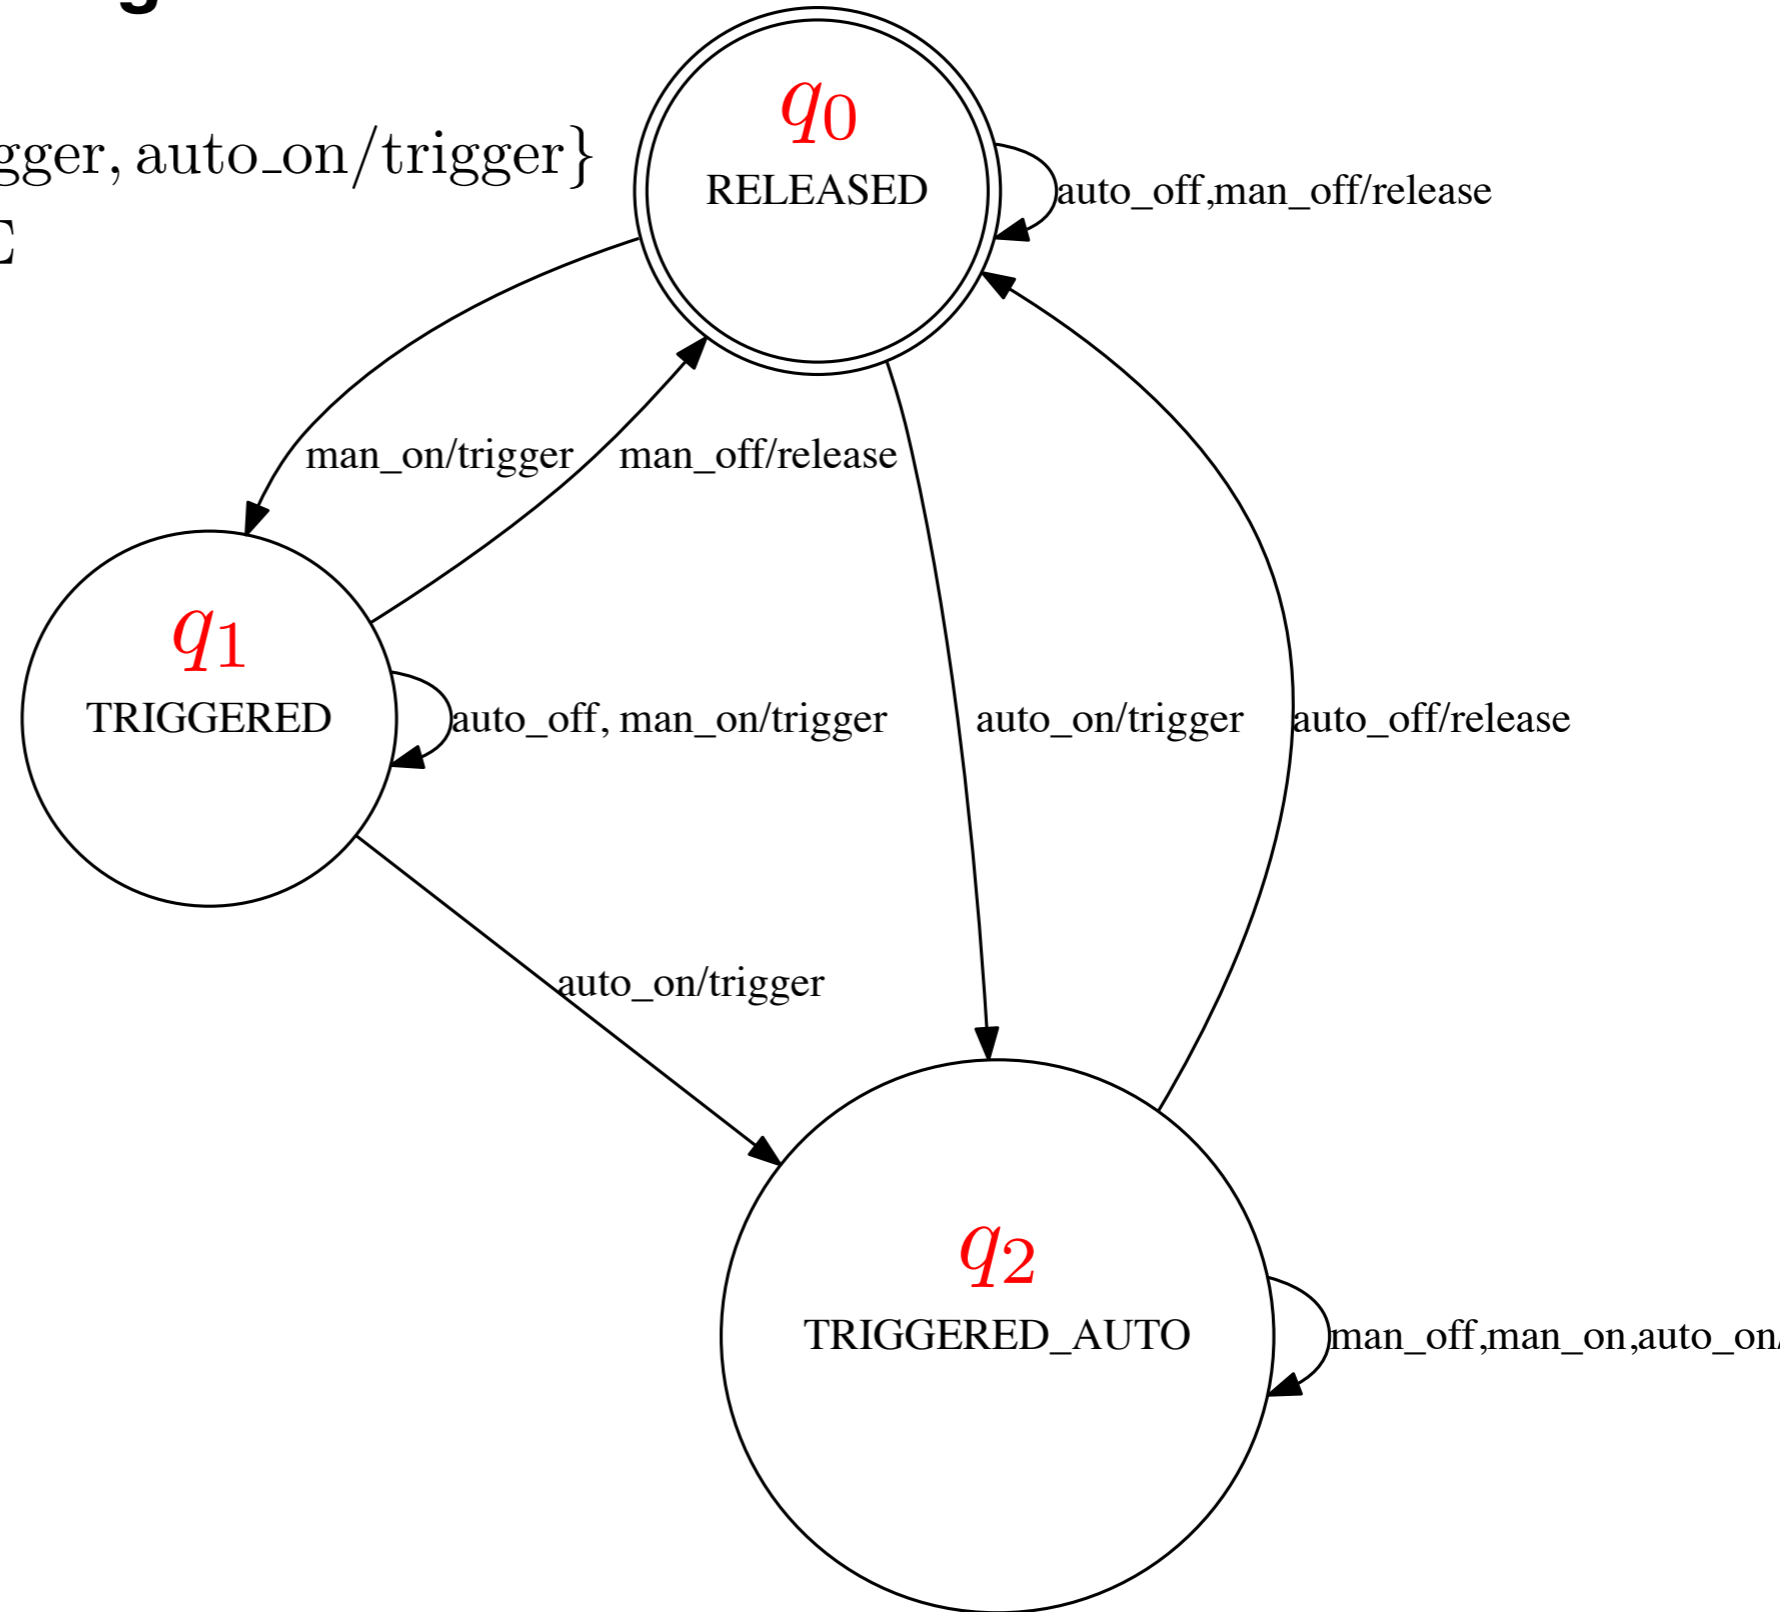 auto_on/trigger}
q0
RELEASED
auto_off,man_off/release
man_on/trigger
man_off/release
q1
TRIGGERED
auto_off, man_on/trigger
auto_on/trigger
auto_off/release
auto_on/trigger
q2
TRIGGERED_AUTO
man_off,man_on,auto_on/